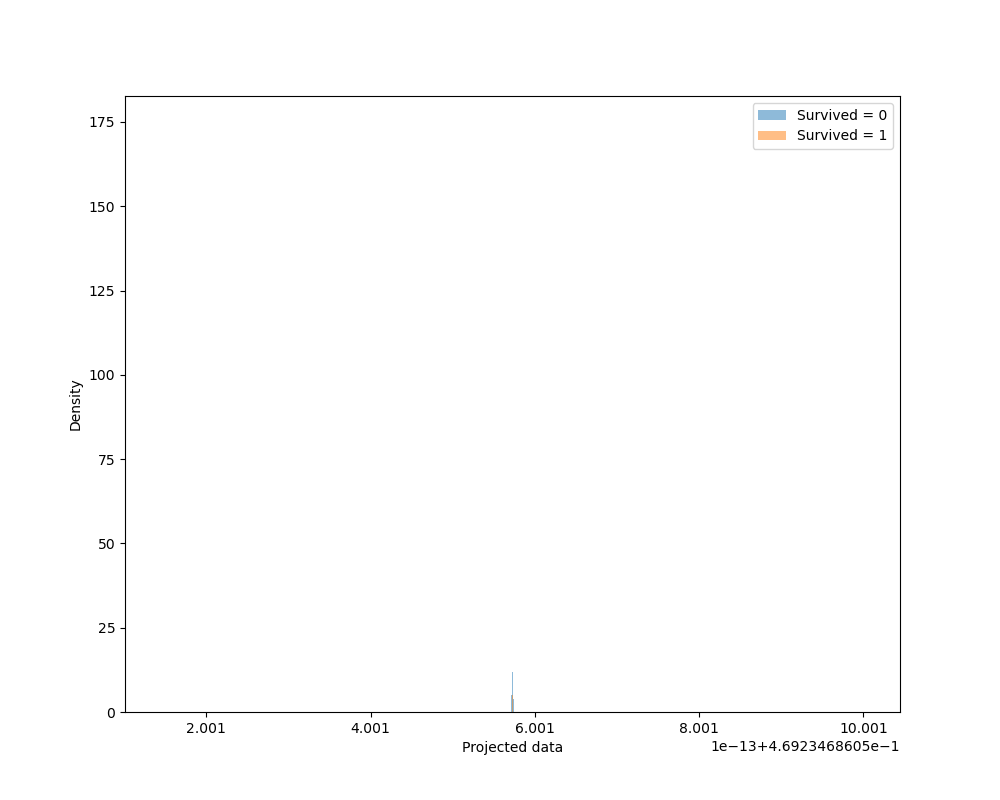 Survived = 0
Survived = 1
175
150
125
100
75
50
25
0
Density
2.001 4.001 6.001 8.001 10.001
Projected data
1e−13+4.6923468605e−1